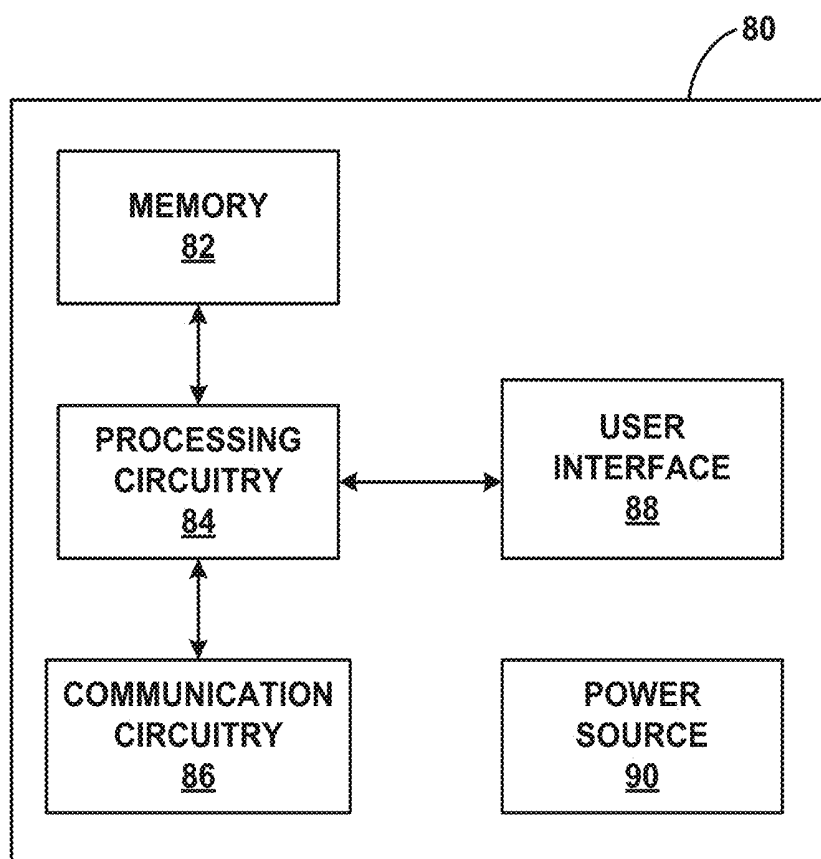 80
MEMORY
82
PROCESSING
CIRCUITRY
84
USER
INTERFACE
88
COMMUNICATION
CIRCUITRY
86
POWER
SOURCE
90